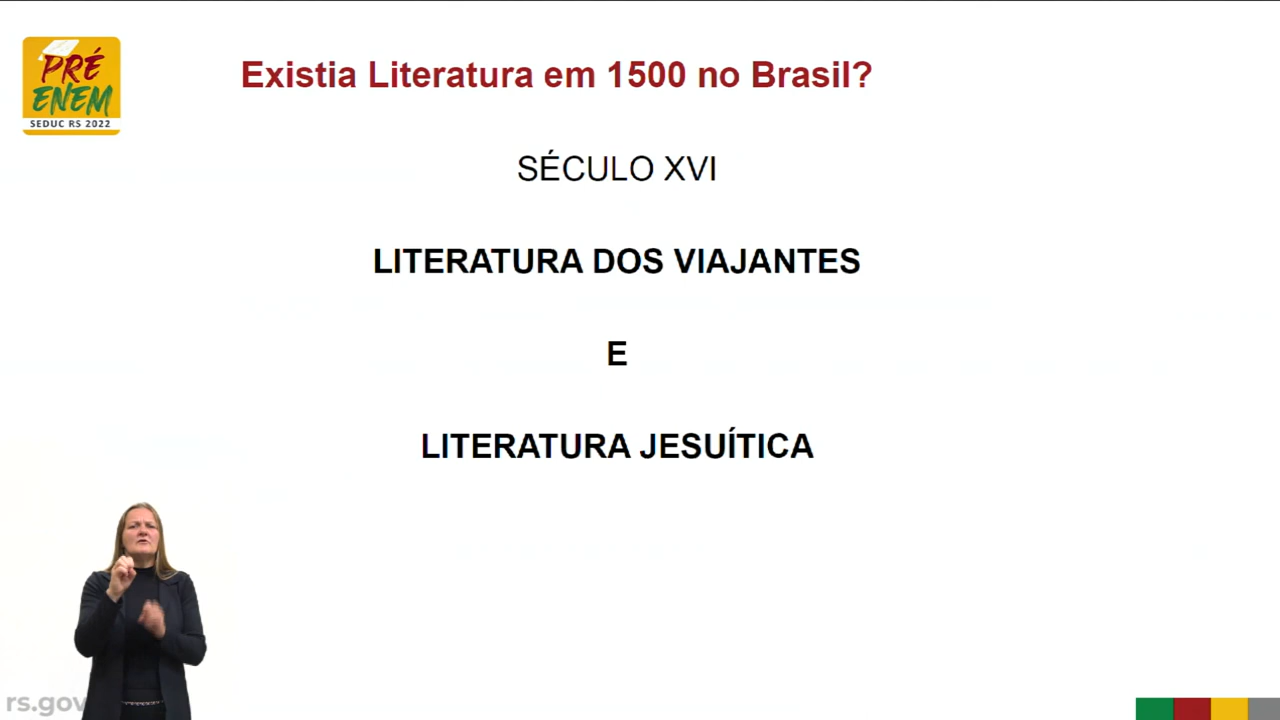 PRÉ
ENEM
SEDUC RS 2022
Existia Literatura em 1500 no Brasil?
SÉCULO XVI
LITERATURA DOS VIAJANTES
E
LITERATURA JESUÍTICA
rs.gov